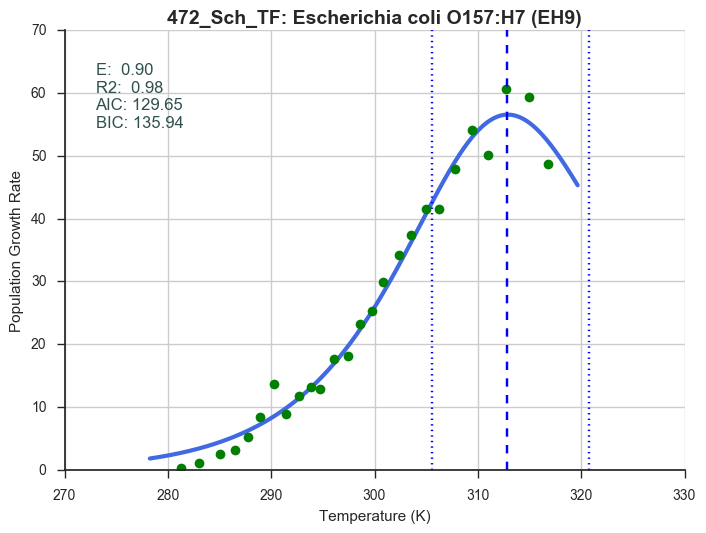 472_Sch_TF: Escherichia coli O157:H7 (EH9)
E:  0.90
R2:  0.98
AIC: 129.65
BIC: 135.94
Population Growth Rate
70
60
50
40
30
20
10
0
270 280 290 300 310 320 330
Temperature (K)